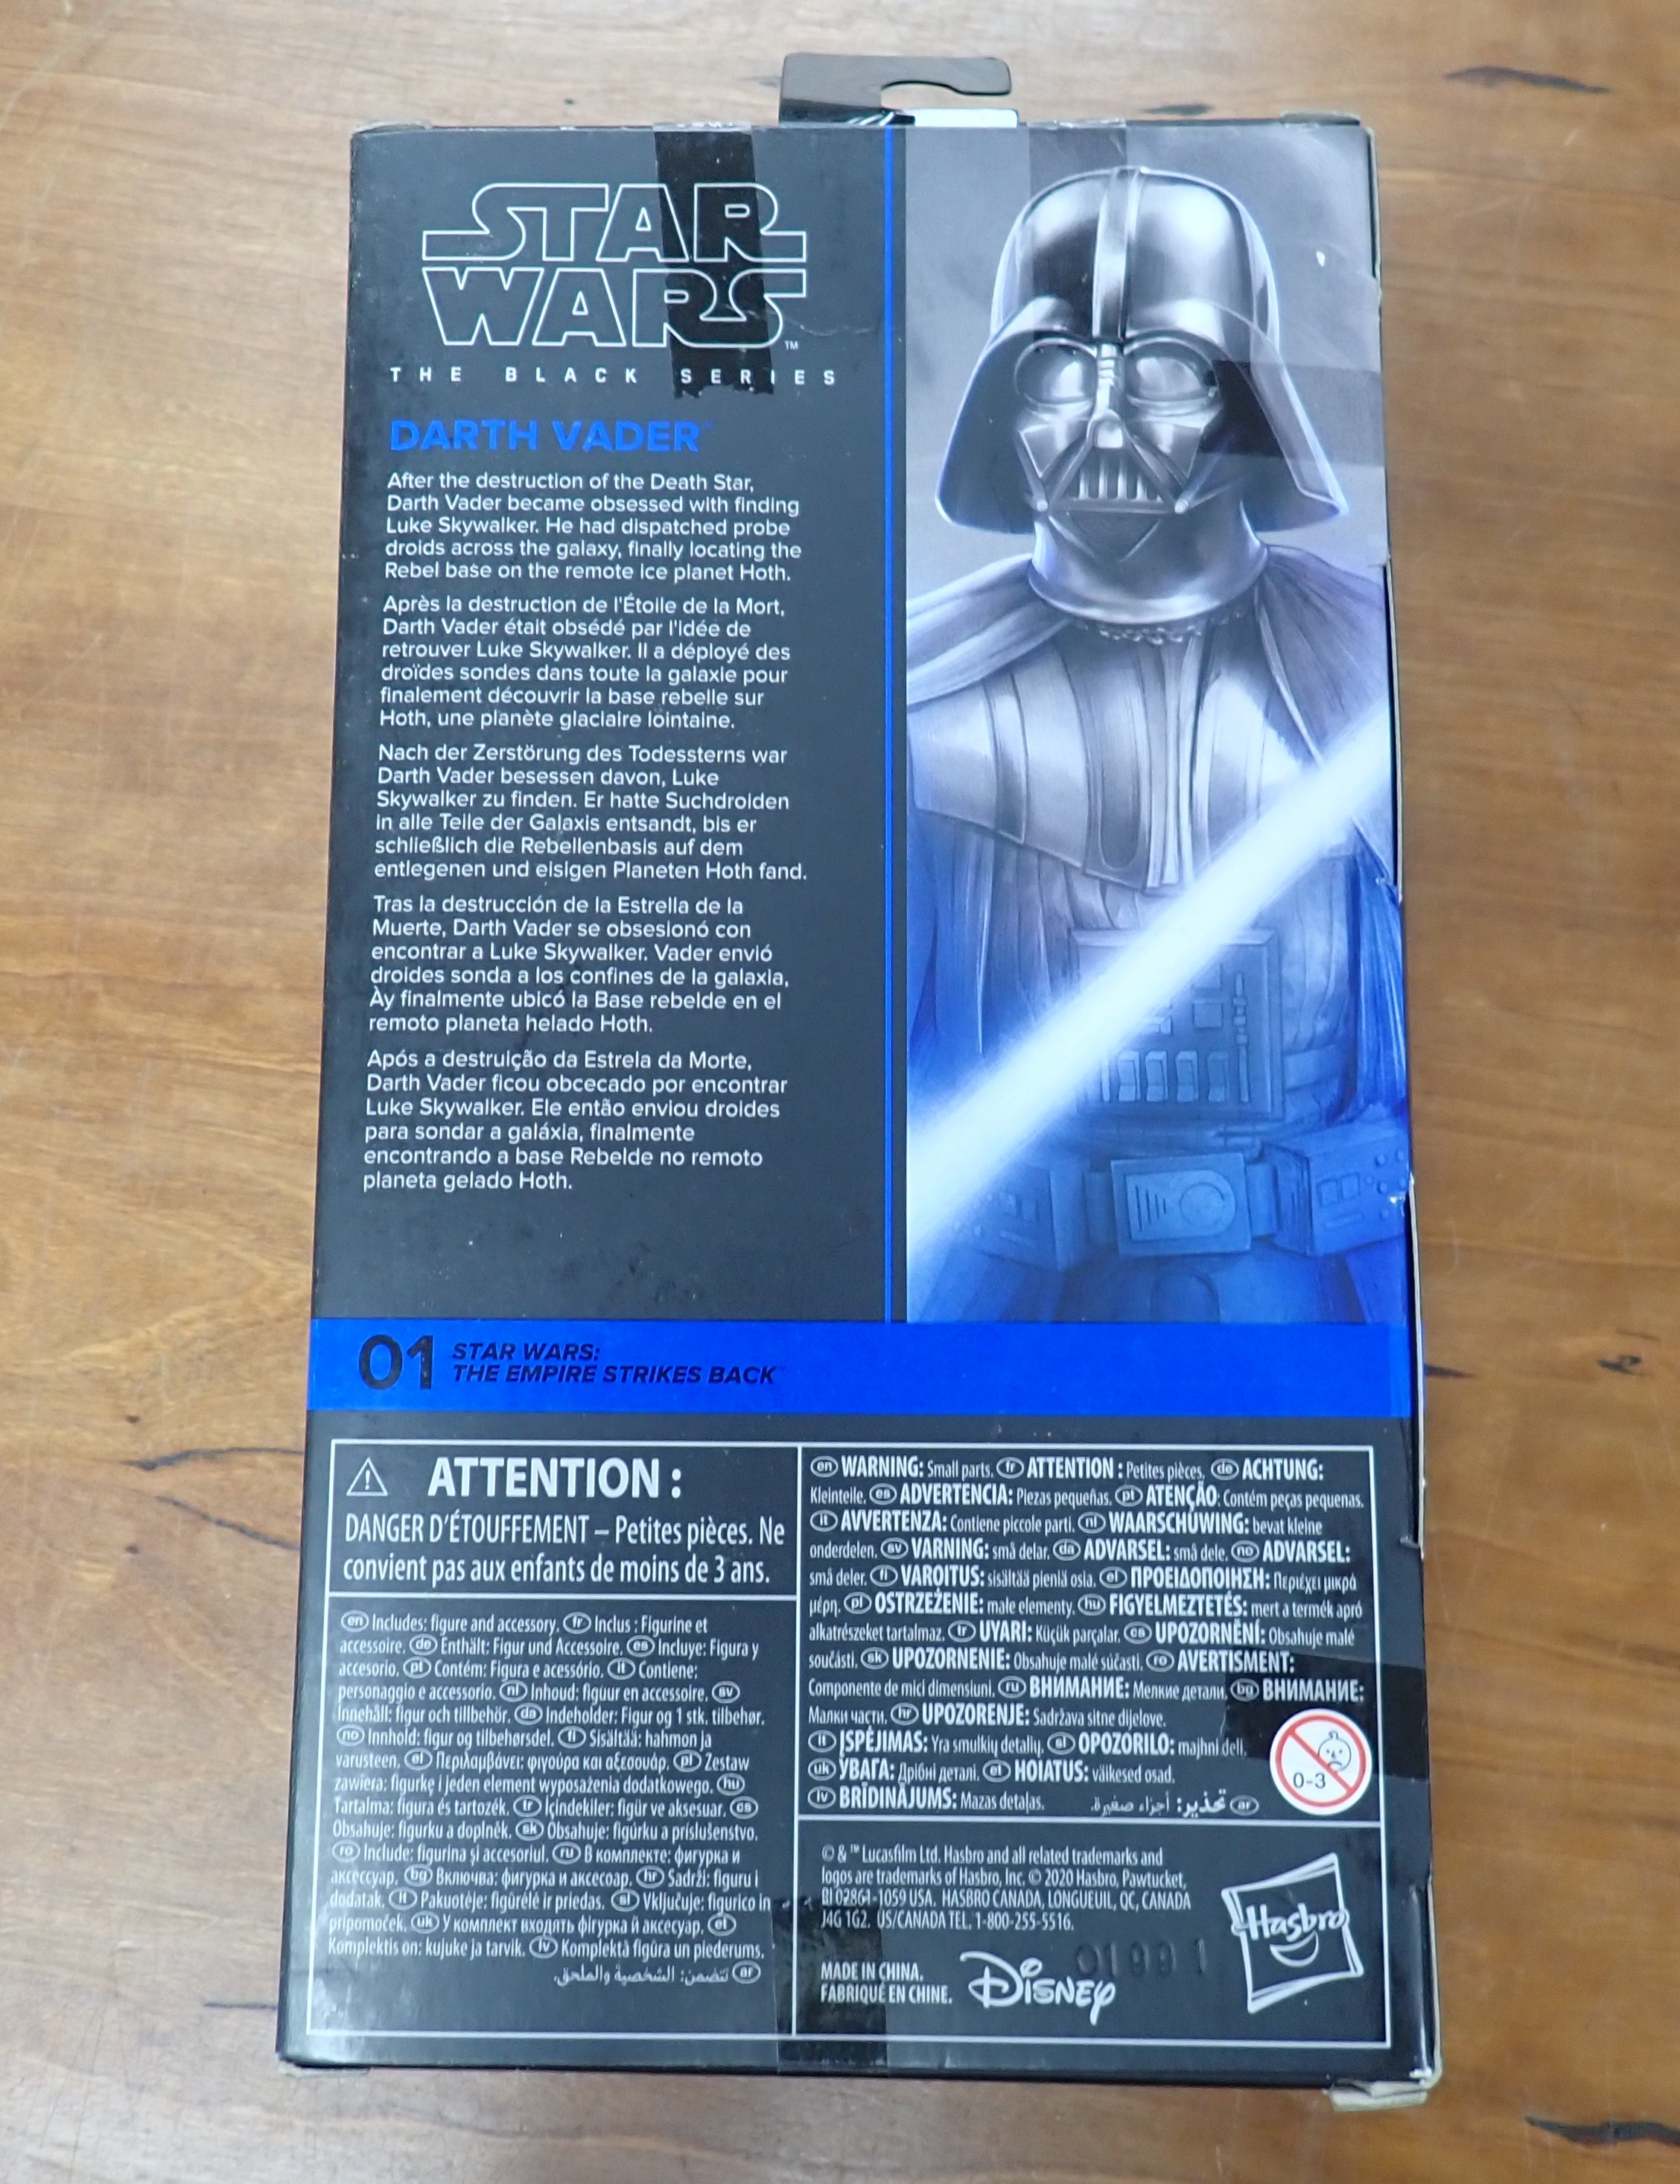 STAR
WARS™
THE BLACK SERIES
DARTH VADER™
After the destruction of the Death Star,
Darth Vader became obsessed with finding
Luke Skywalker. He had dispatched probe
droids across the galaxy, finally locating the
Rebel base on the remote ice planet Hoth.
Après la destruction de l'Étoile de la Mort,
Darth Vader était obsédé par l'idée de
retrouver Luke Skywalker. Il a déployé des
droïdes sondes dans toute la galaxie pour
finalement découvrir la base rebelle sur
Hoth, une planète glaciaire lointaine.
Nach der Zerstörung des Todessterns war
Darth Vader besessen davon, Luke
Skywalker zu finden. Er hatte Suchdroiden
in alle Teile der Galaxis entsandt, bis er
schließlich die Rebellenbasis auf dem
entlegenen und eisigen Planeten Hoth fand.
Tras la destrucción de la Estrella de la
Muerte, Darth Vader se obsesionó con
encontrar a Luke Skywalker. Vader envió
droides sonda a los confines de la galaxia,
Ày finalmente ubicó la Base rebelde en el
remoto planeta helado Hoth.
Após a destruição da Estrela da Morte,
Darth Vader ficou obcecado por encontrar
Luke Skywalker. Ele então enviou droides
para sondar a galáxia, finalmente
encontrando a base Rebelde no remoto
planeta gelado Hoth.
01 STAR WARS:
THE EMPIRE STRIKES BACK™
ATTENTION :
DANGER D'ÉTOUFFEMENT – Petites pièces. Ne
convient pas aux enfants de moins de 3 ans.
en Includes: figure and accessory. fr Inclus : Figurine et
accessoire. de Enthält: Figur und Accessoire. es Incluye: Figura y
accesorio. pt Contém: Figura e acessório. it Contiene:
personaggio e accessorio. nl Inhoud: figuur en accessoire. sv
Innehåll: figur och tillbehör. da Indeholder: Figur og 1 stk. tilbehør.
no Innhold: figur og tilbehørsdel. fi Sisältää: hahmon ja
varusteen. el Περιλαμβάνει: φιγούρα και αξεσουάρ. pl Zestaw
zawiera: figurkę i jeden element wyposażenia dodatkowego. hu
Tartalma: figura és tartozék. tr İçindekiler: figür ve aksesuar. cs
Obsahuje: figurku a doplněk. sk Obsahuje: figúrku a príslušenstvo.
ro Include: figurina și accesoriul. ru В комплекте: фигурка и
аксессуар. bg Включва: фигурка и аксесоар. hr Sadrži: figuru i
dodatak. lt Pakuotėje: figūrėlė ir priedas. sl Vključuje: figurico in
pripomoček. uk У комплект входять фігурка й аксесуар. et
Komplektis on: kujuke ja tarvik. lv Komplektā figūra un piederums.
ar تتضمن: الشخصية والملحق.
en WARNING: Small parts. fr ATTENTION : Petites pièces. de ACHTUNG:
Kleinteile. es ADVERTENCIA: Piezas pequeñas. pt ATENÇÃO: Contém peças pequenas.
it AVVERTENZA: Contiene piccole parti. nl WAARSCHUWING: bevat kleine
onderdelen. sv VARNING: små delar. da ADVARSEL: små dele. no ADVARSEL:
små deler. fi VAROITUS: sisältää pieniä osia. el ΠΡΟΕΙΔΟΠΟΙΗΣΗ: Περιέχει μικρά
μέρη. pl OSTRZEŻENIE: małe elementy. hu FIGYELMEZTETÉS: mert a termék apró
alkatrészeket tartalmaz. tr UYARI: Küçük parçalar. cs UPOZORNĚNÍ: Obsahuje malé
součásti. sk UPOZORNENIE: Obsahuje malé súčasti. ro AVERTISMENT:
Componente de mici dimensiuni. ru ВНИМАНИЕ: Мелкие детали. bg ВНИМАНИЕ:
Малки части. hr UPOZORENJE: Sadržava sitne dijelove.
lt ĮSPĖJIMAS: Yra smulkių detalių. sl OPOZORILO: majhni deli.
uk УВАГА: Дрібні деталі. et HOIATUS: väikesed osad.
lv BRĪDINĀJUMS: Mazas detaļas. ar تحذير: أجزاء صغيرة.
0-3
© & ™ Lucasfilm Ltd. Hasbro and all related trademarks and
logos are trademarks of Hasbro, Inc. © 2020 Hasbro, Pawtucket,
RI 02861-1059 USA. HASBRO CANADA, LONGUEUIL, QC, CANADA
J4G 1G2. US/CANADA TEL. 1-800-255-5516.
01991
MADE IN CHINA.
FABRIQUÉ EN CHINE.
Disney
Hasbro